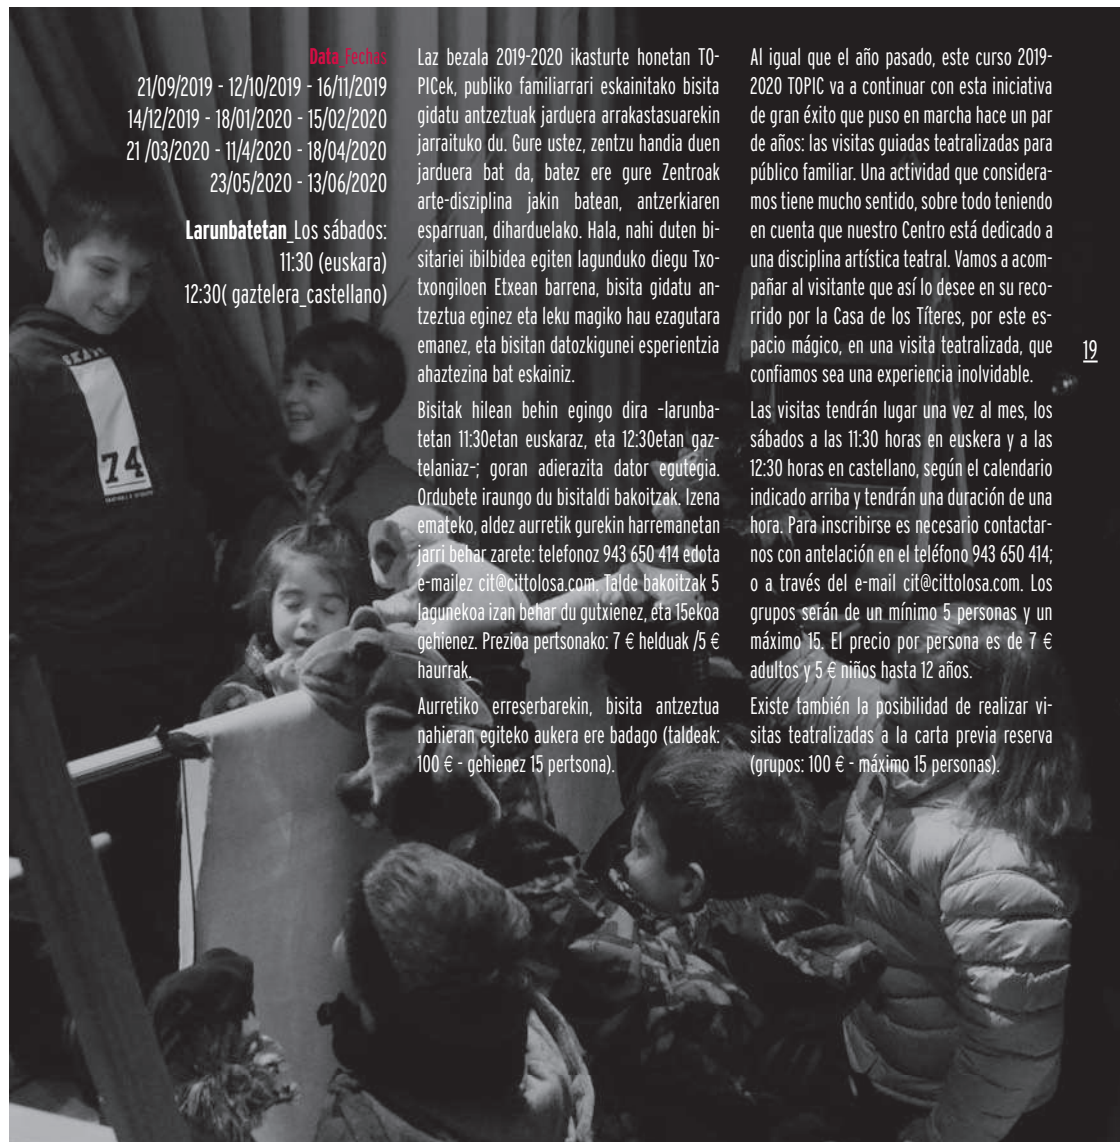 Data_Fechas
21/09/2019 - 12/10/2019 - 16/11/2019
14/12/2019 - 18/01/2020 - 15/02/2020
21 /03/2020 - 11/4/2020 - 18/04/2020
23/05/2020 - 13/06/2020
Larunbatetan_Los sábados:
11:30 (euskara)
12:30( gaztelera_castellano)
Laz bezala 2019-2020 ikasturte honetan TO-
PICek, publiko familiarrari eskainitako bisita
gidatu antzeztuak jarduera arrakastasuarekin
jarraituko du. Gure ustez, zentzu handia duen
jarduera bat da, batez ere gure Zentroak
arte-disziplina jakin batean, antzerkiaren
esparruan, diharduelako. Hala, nahi duten bi-
sitariei ibilbidea egiten lagunduko diegu Txo-
txongiloen Etxean barrena, bisita gidatu an-
tzeztua eginez eta leku magiko hau ezagutara
emanez, eta bisitan datozkigunei esperientzia
ahaztezina bat eskainiz.
Bisitak hilean behin egingo dira -larunba-
tetan 11:30etan euskaraz, eta 12:30etan gaz-
telaniaz-; goran adierazita dator egutegia.
Ordubete iraungo du bisitaldi bakoitzak. Izena
emateko, aldez aurretik gurekin harremanetan
jarri behar zarete: telefonoz 943 650 414 edota
e-mailez cit@cittolosa.com. Talde bakoitzak 5
lagunekoa izan behar du gutxienez, eta 15ekoa
gehienez. Prezioa pertsonako: 7 € helduak /5 €
haurrak.
Aurretiko erreserbarekin, bisita antzeztua
nahieran egiteko aukera ere badago (taldeak:
100 € - gehienez 15 pertsona).
Al igual que el año pasado, este curso 2019-
2020 TOPIC va a continuar con esta iniciativa
de gran éxito que puso en marcha hace un par
de años: las visitas guiadas teatralizadas para
público familiar. Una actividad que considera-
mos tiene mucho sentido, sobre todo teniendo
en cuenta que nuestro Centro está dedicado a
una disciplina artística teatral. Vamos a acom-
pañar al visitante que así lo desee en su reco-
rrido por la Casa de los Títeres, por este es-
pacio mágico, en una visita teatralizada, que
confiamos sea una experiencia inolvidable.
Las visitas tendrán lugar una vez al mes, los
sábados a las 11:30 horas en euskera y a las
12:30 horas en castellano, según el calendario
indicado arriba y tendrán una duración de una
hora. Para inscribirse es necesario contactar-
nos con antelación en el teléfono 943 650 414;
o a través del e-mail cit@cittolosa.com. Los
grupos serán de un mínimo 5 personas y un
máximo 15. El precio por persona es de 7 €
adultos y 5 € niños hasta 12 años.
Existe también la posibilidad de realizar vi-
sitas teatralizadas a la carta previa reserva
(grupos: 100 € - máximo 15 personas).
19
74